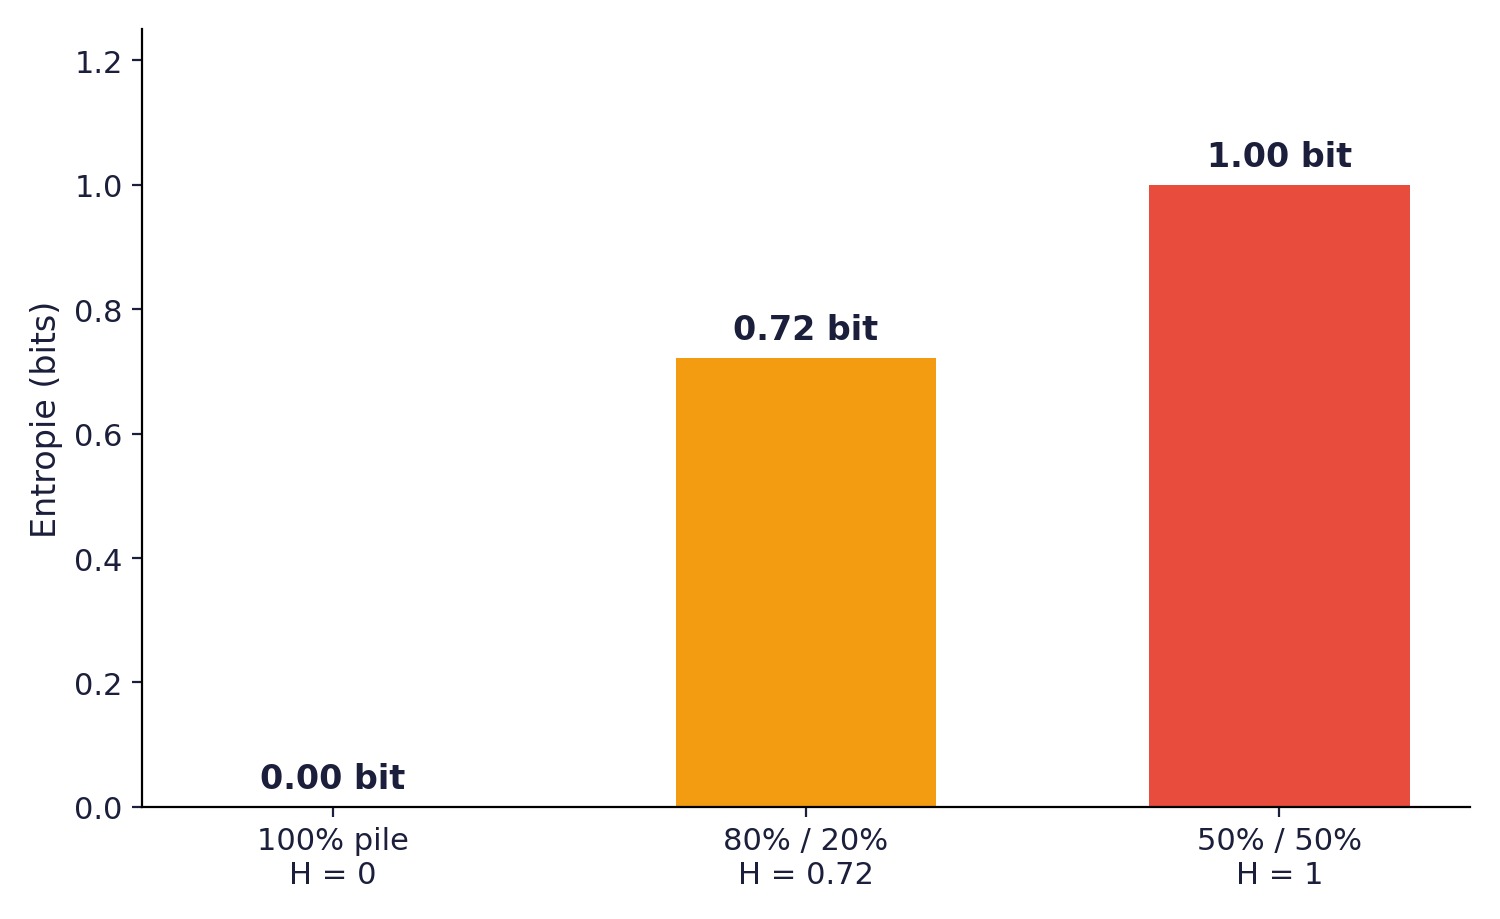 Entropie (bits)
1.2
1.0
0.8
0.6
0.4
0.2
0.0
0.00 bit
0.72 bit
1.00 bit
100% pile
H = 0
80% / 20%
H = 0.72
50% / 50%
H = 1